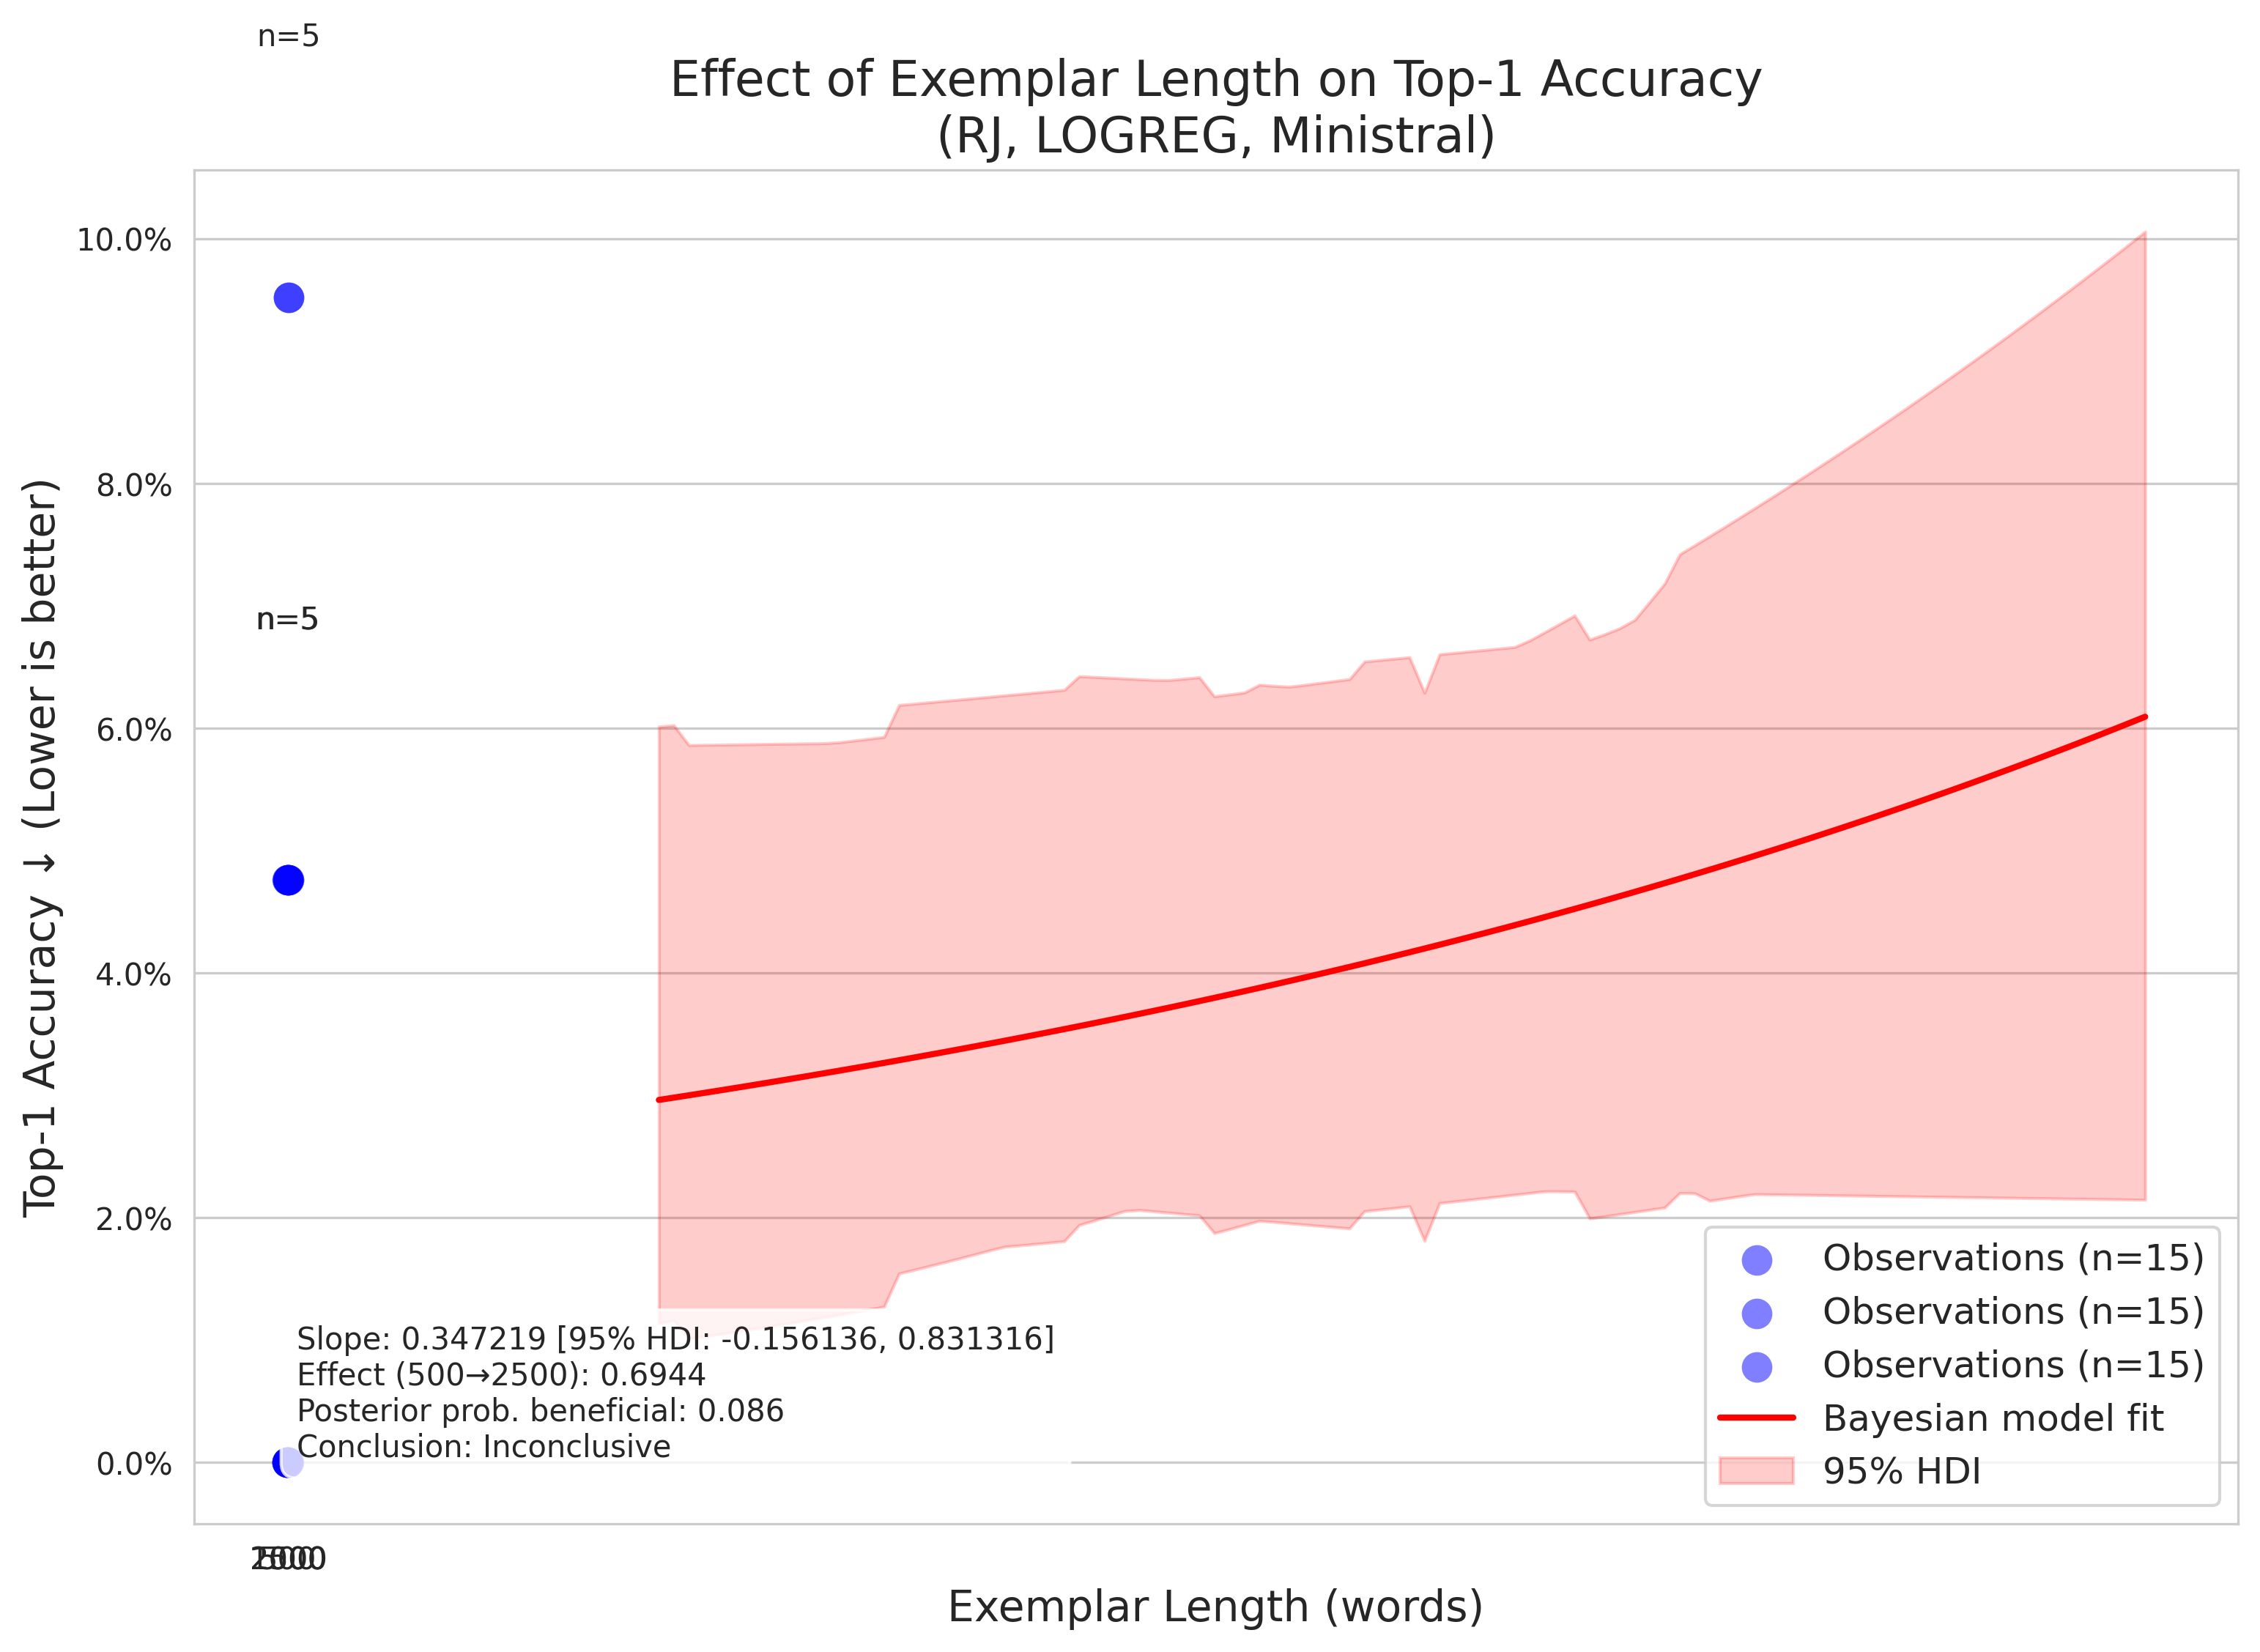 n=5
Effect of Exemplar Length on Top-1 Accuracy
(RJ, LOGREG, Ministral)
Top-1 Accuracy ↓ (Lower is better)
10.0%
8.0%
n=5
6.0%
4.0%
2.0%
0.0%
Slope: 0.347219 [95% HDI: -0.156136, 0.831316]
Effect (500→2500): 0.6944
Posterior prob. beneficial: 0.086
Conclusion: Inconclusive
Observations (n=15)
Observations (n=15)
Observations (n=15)
Bayesian model fit
95% HDI
Exemplar Length (words)